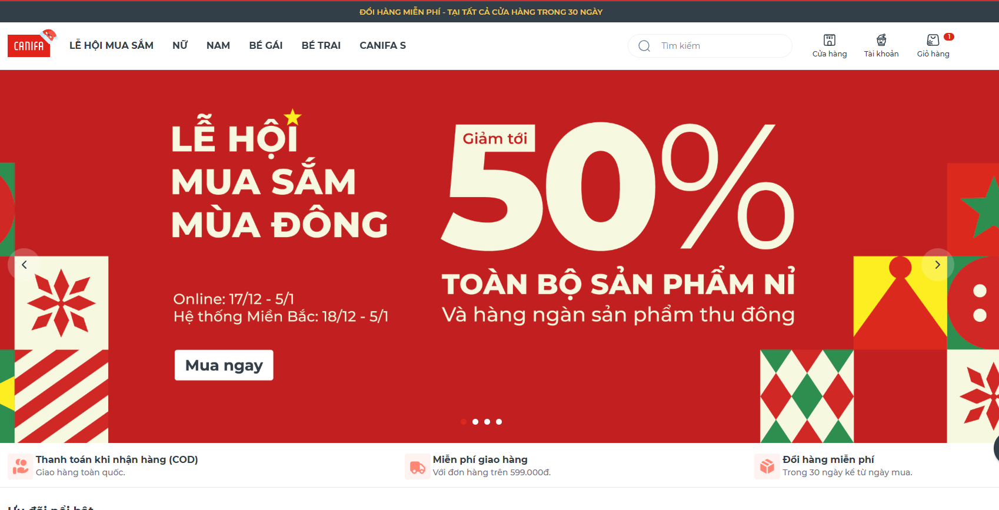 ĐỔI HÀNG MIỄN PHÍ - TẠI TẤT CẢ CỬA HÀNG TRONG 30 NGÀY
CANIFA
LỄ HỘI MUA SẮM
NỮ
NAM
BÉ GÁI
BÉ TRAI
CANIFA S
Tìm kiếm
Cửa hàng
Tài khoản
Giỏ hàng
1
LỄ HỘI
MUA SẮM
MÙA ĐÔNG
Online: 17/12 - 5/1
Hệ thống Miền Bắc: 18/12 - 5/1
Mua ngay
Giảm tới
50%
TOÀN BỘ SẢN PHẨM NỈ
Và hàng ngàn sản phẩm thu đông
Thanh toán khi nhận hàng (COD)
Giao hàng toàn quốc.
Miễn phí giao hàng
Với đơn hàng trên 599.000đ.
Đổi hàng miễn phí
Trong 30 ngày kể từ ngày mua.
Ưu đãi nổi bật